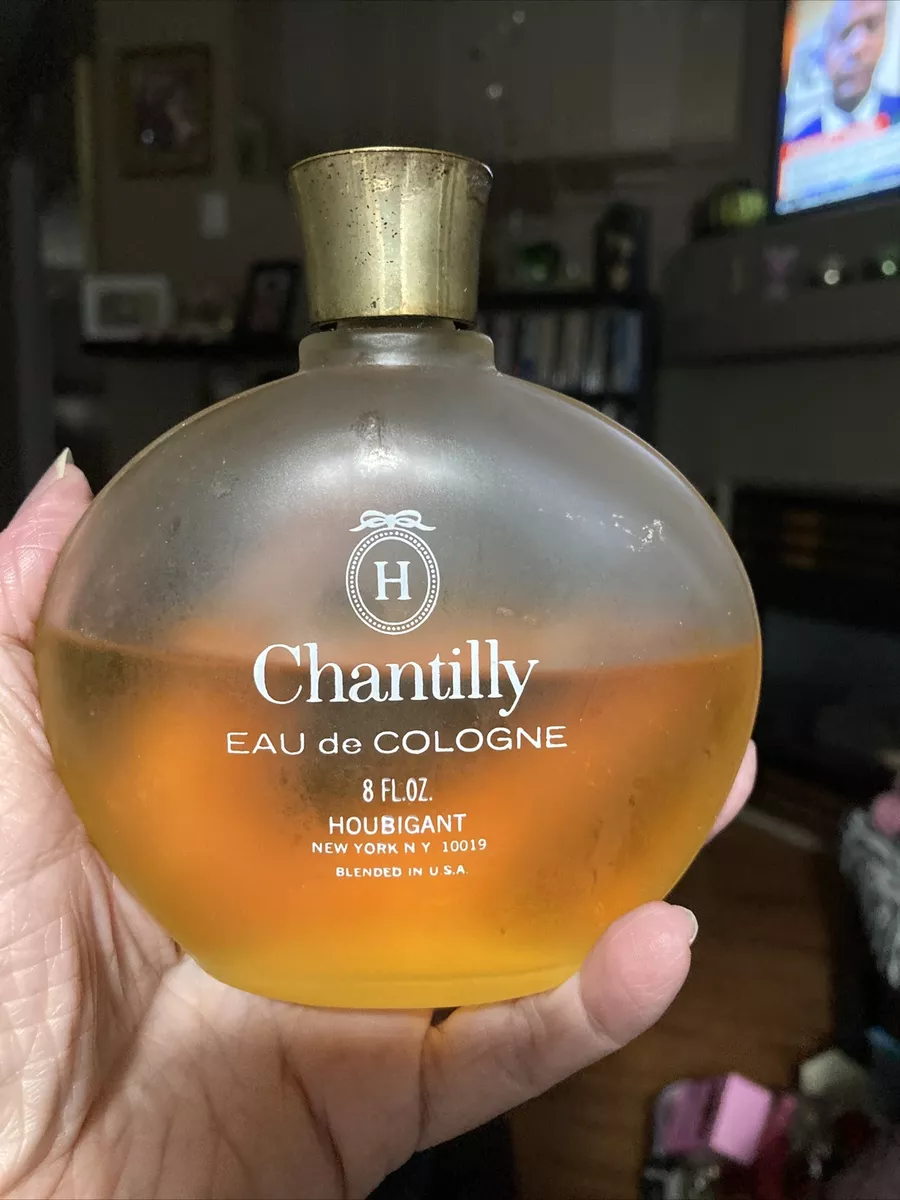 H
Chantilly
EAU de COLOGNE
8 FL.OZ.
HOUBIGANT
NEW YORK N Y 10019
BLENDED IN U.S.A.